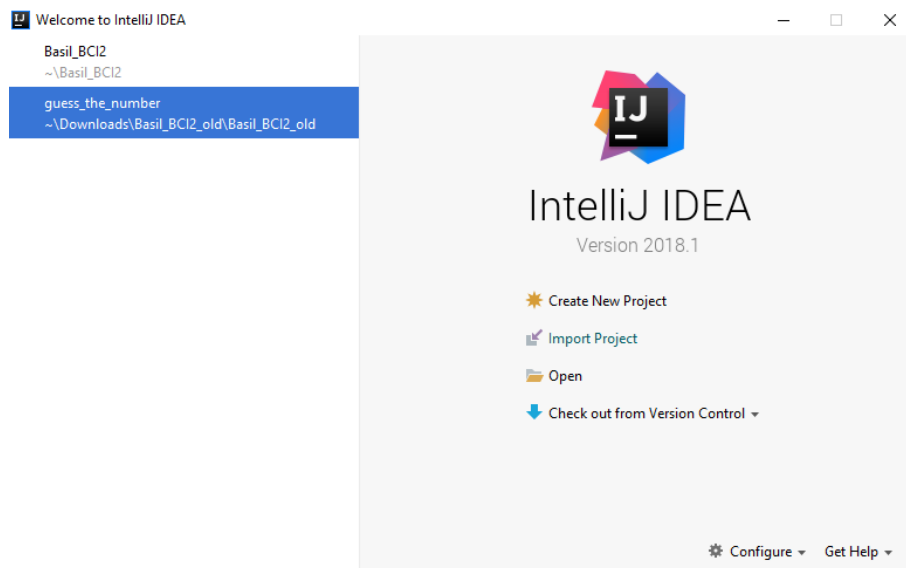 Welcome to IntelliJ IDEA
Basil_BCI2
~\Basil_BCI2
guess_the_number
~\Downloads\Basil_BCI2_old\Basil_BCI2_old
IJ
IntelliJ IDEA
Version 2018.1
Create New Project
Import Project
Open
Check out from Version Control
Configure
Get Help